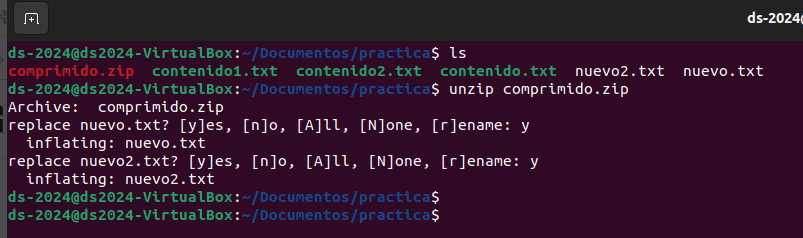 ds-2024
ds-2024@ds2024-VirtualBox:~/Documentos/practica$ ls
comprimido.zip  contenido1.txt  contenido2.txt  contenido.txt  nuevo2.txt  nuevo.txt
ds-2024@ds2024-VirtualBox:~/Documentos/practica$ unzip comprimido.zip
Archive:  comprimido.zip
replace nuevo.txt? [y]es, [n]o, [A]ll, [N]one, [r]ename: y
  inflating: nuevo.txt
replace nuevo2.txt? [y]es, [n]o, [A]ll, [N]one, [r]ename: y
  inflating: nuevo2.txt
ds-2024@ds2024-VirtualBox:~/Documentos/practica$
ds-2024@ds2024-VirtualBox:~/Documentos/practica$